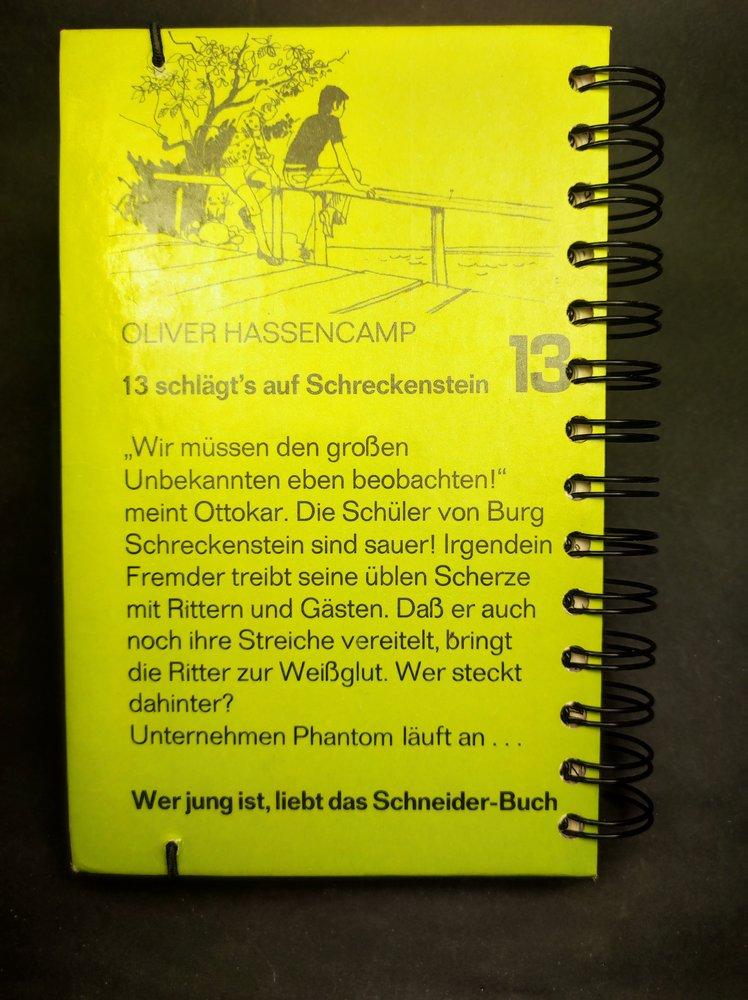 OLIVER HASSENCAMP
13 schlägt's auf Schreckenstein
13
„Wir müssen den großen
Unbekannten eben beobachten!“
meint Ottokar. Die Schüler von Burg
Schreckenstein sind sauer! Irgendein
Fremder treibt seine üblen Scherze
mit Rittern und Gästen. Daß er auch
noch ihre Streiche vereitelt, bringt
die Ritter zur Weißglut. Wer steckt
dahinter?
Unternehmen Phantom läuft an . . .
Wer jung ist, liebt das Schneider-Buch